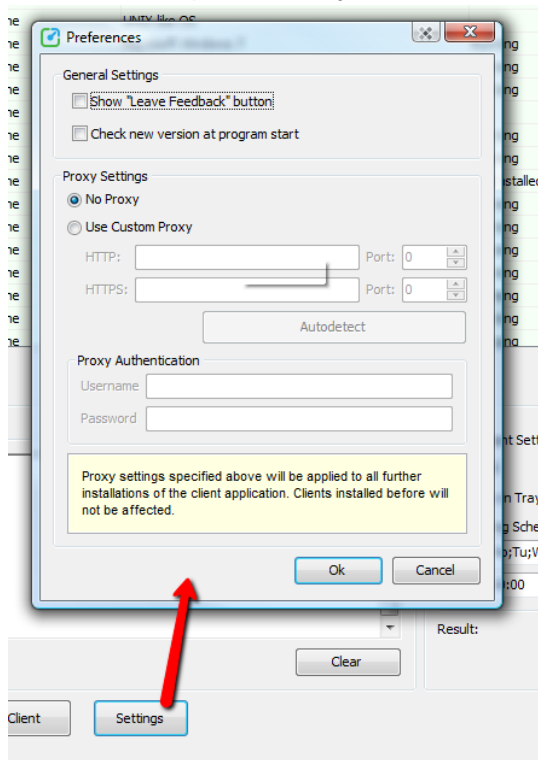 ne UNIX like OS
Preferences
General Settings
Show "Leave Feedback" button
Check new version at program start
Proxy Settings
No Proxy
Use Custom Proxy
HTTP: Port: 0
HTTPS: Port: 0
Autodetect
Proxy Authentication
Username
Password
Proxy settings specified above will be applied to all further
installations of the client application. Clients installed before will
not be affected.
Ok Cancel
Result:
Clear
Client Settings